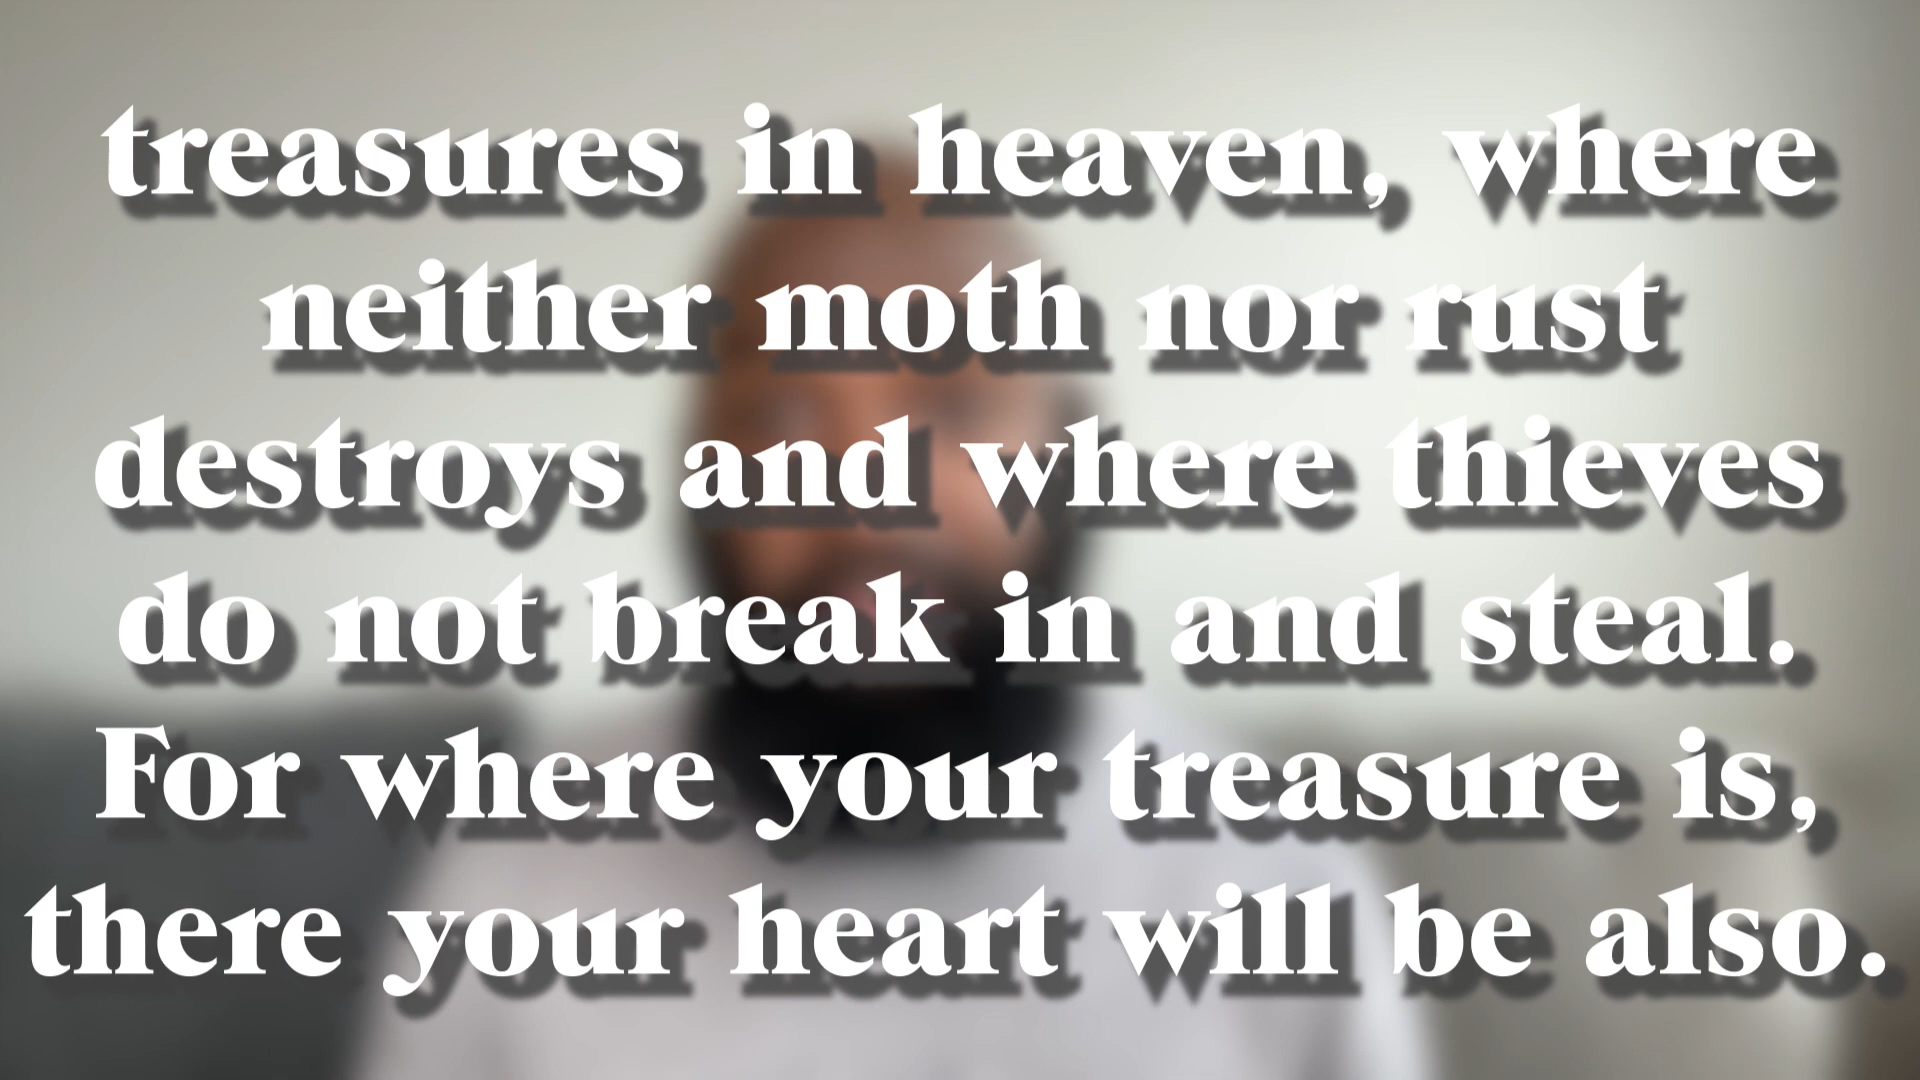 treasures in heaven, where
neither moth nor rust
destroys and where thieves
do not break in and steal.
For where your treasure is,
there your heart will be also.